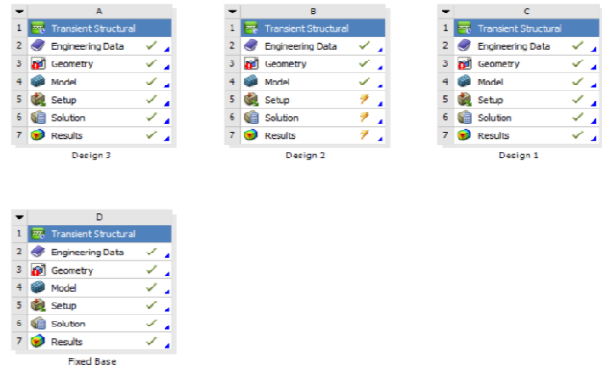 A
1 Transient Structural
2 Engineering Data
3 Geometry
4 Model
5 Setup
6 Solution
7 Results
Design 3
B
1 Transient Structural
2 Engineering Data
3 Geometry
4 Model
5 Setup
6 Solution
7 Results
Design 2
C
1 Transient Structural
2 Engineering Data
3 Geometry
4 Model
5 Setup
6 Solution
7 Results
Design 1
D
1 Transient Structural
2 Engineering Data
3 Geometry
4 Model
5 Setup
6 Solution
7 Results
Fixed Base